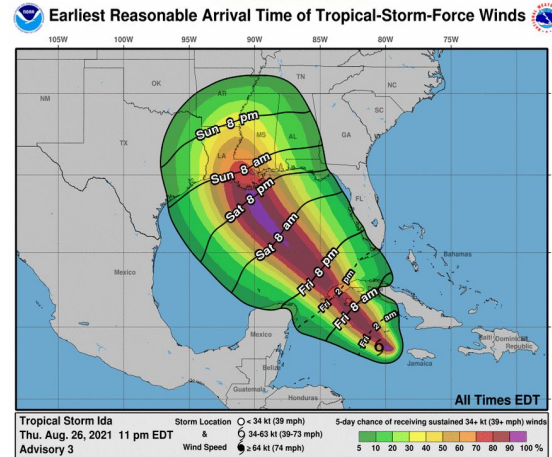 NOAA
Earliest Reasonable Arrival Time of Tropical-Storm-Force Winds
105W 100W 95W 90W 85W 80W 75W
NM
OK
AR
TN
NC
SC
TX
LA
MS
AL
GA
FL
Sun 8 pm
Sun 8 am
Sat 8 pm
Sat 8 am
Fri 8 pm
Fri 2 pm
Fri 8 am
Fri 2 am
Mexico
Bahamas
Mexico
Belize
Guatemala
Honduras
Jamaica
Haiti
Dominican
Republic
All Times EDT
Tropical Storm Ida
Thu. Aug. 26, 2021 11 pm EDT
Advisory 3
Storm Location
&
Wind Speed
< 34 kt (39 mph)
34-63 kt (39-73 mph)
≥ 64 kt (74 mph)
5-day chance of receiving sustained 34+ kt (39+ mph) winds
5 10 20 30 40 50 60 70 80 90 100 %